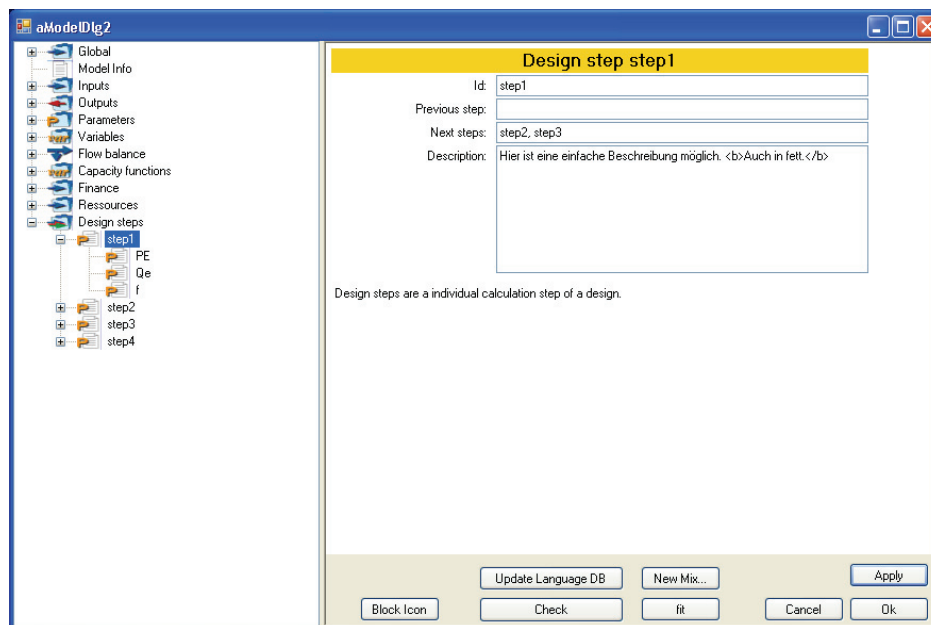 aModelDlg2
Global
Model Info
Inputs
Outputs
Parameters
Variables
Flow balance
Capacity functions
Finance
Ressources
Design steps
step1
PE
Qe
f
step2
step3
step4
Design step step1
Id: step1
Previous step:
Next steps: step2, step3
Description: Hier ist eine einfache Beschreibung möglich. <b>Auch in fett.</b>
Design steps are a individual calculation step of a design.
Update Language DB New Mix... Apply
Block Icon Check fit Cancel Ok